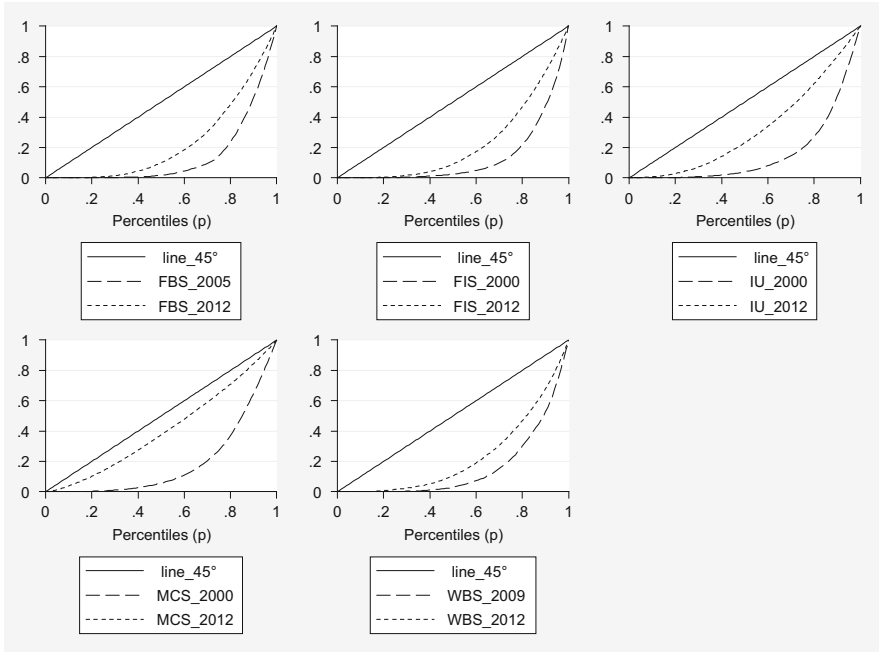 1
.8
.6
.4
.2
0
0 .2 .4 .6 .8 1
Percentiles (p)
line_45°
FBS_2005
FBS_2012
1
.8
.6
.4
.2
0
0 .2 .4 .6 .8 1
Percentiles (p)
line_45°
FIS_2000
FIS_2012
1
.8
.6
.4
.2
0
0 .2 .4 .6 .8 1
Percentiles (p)
line_45°
IU_2000
IU_2012
1
.8
.6
.4
.2
0
0 .2 .4 .6 .8 1
Percentiles (p)
line_45°
MCS_2000
MCS_2012
1
.8
.6
.4
.2
0
0 .2 .4 .6 .8 1
Percentiles (p)
line_45°
WBS_2009
WBS_2012